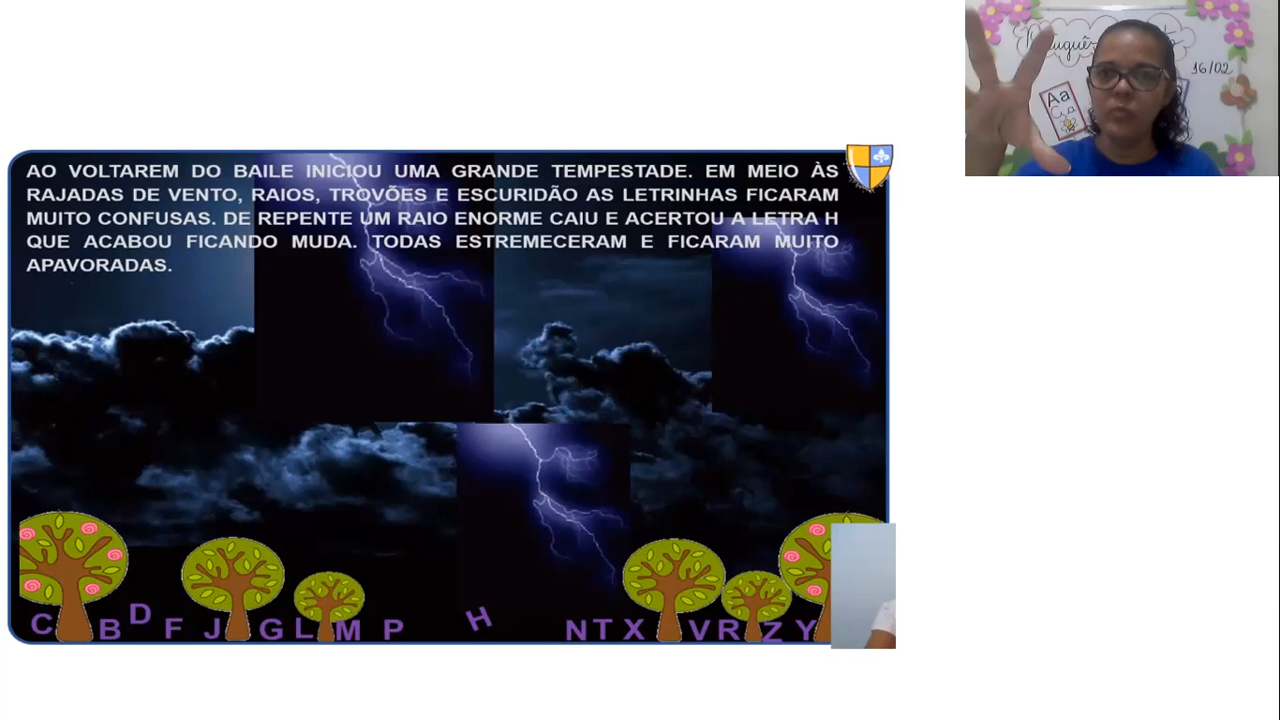 AO VOLTAREM DO BAILE INICIOU UMA GRANDE TEMPESTADE. EM MEIO ÀS
RAJADAS DE VENTO, RAIOS, TROVÕES E ESCURIDÃO AS LETRINHAS FICARAM
MUITO CONFUSAS. DE REPENTE UM RAIO ENORME CAIU E ACERTOU A LETRA H
QUE ACABOU FICANDO MUDA. TODAS ESTREMECERAM E FICARAM MUITO
APAVORADAS.
C B D F J G L M P H N T X V R Z Y
16/02
Aa